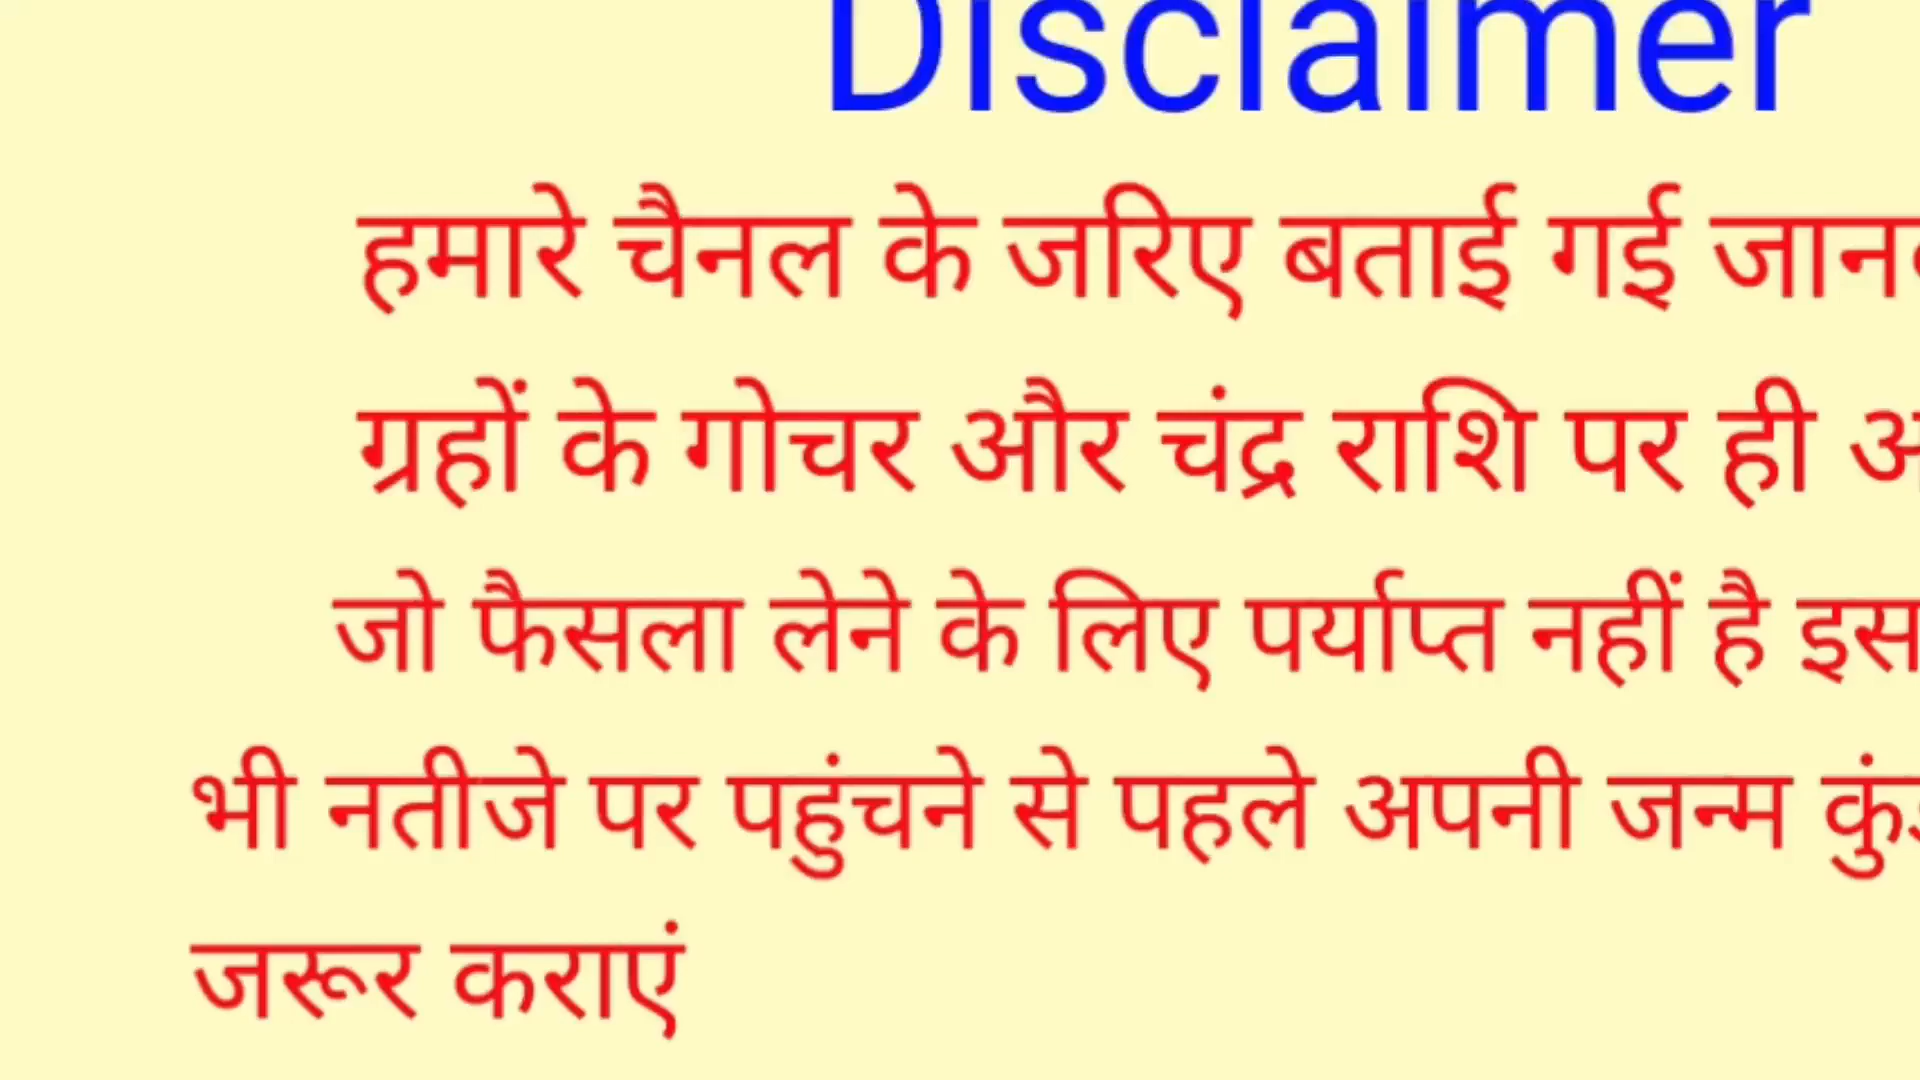 Disclaimer
हमारे चैनल के जरिए बताई गई
ग्रहों के गोचर और चंद्र राशि पर ही
जो फैसला लेने के लिए पर्याप्त नहीं है
भी नतीजे पर पहुंचने से पहले अपनी जन्म
जरूर कराएं